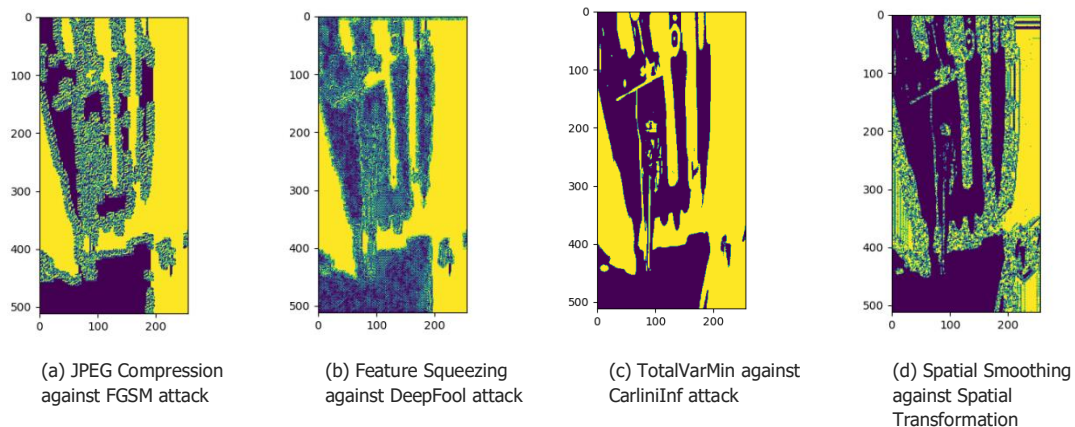 0
100
200
300
400
500
0 100 200
0
100
200
300
400
500
0 100 200
0
100
200
300
400
500
0 100 200
0
100
200
300
400
500
0 100 200
(a) JPEG Compression
against FGSM attack
(b) Feature Squeezing
against DeepFool attack
(c) TotalVarMin against
CarliniInf attack
(d) Spatial Smoothing
against Spatial
Transformation